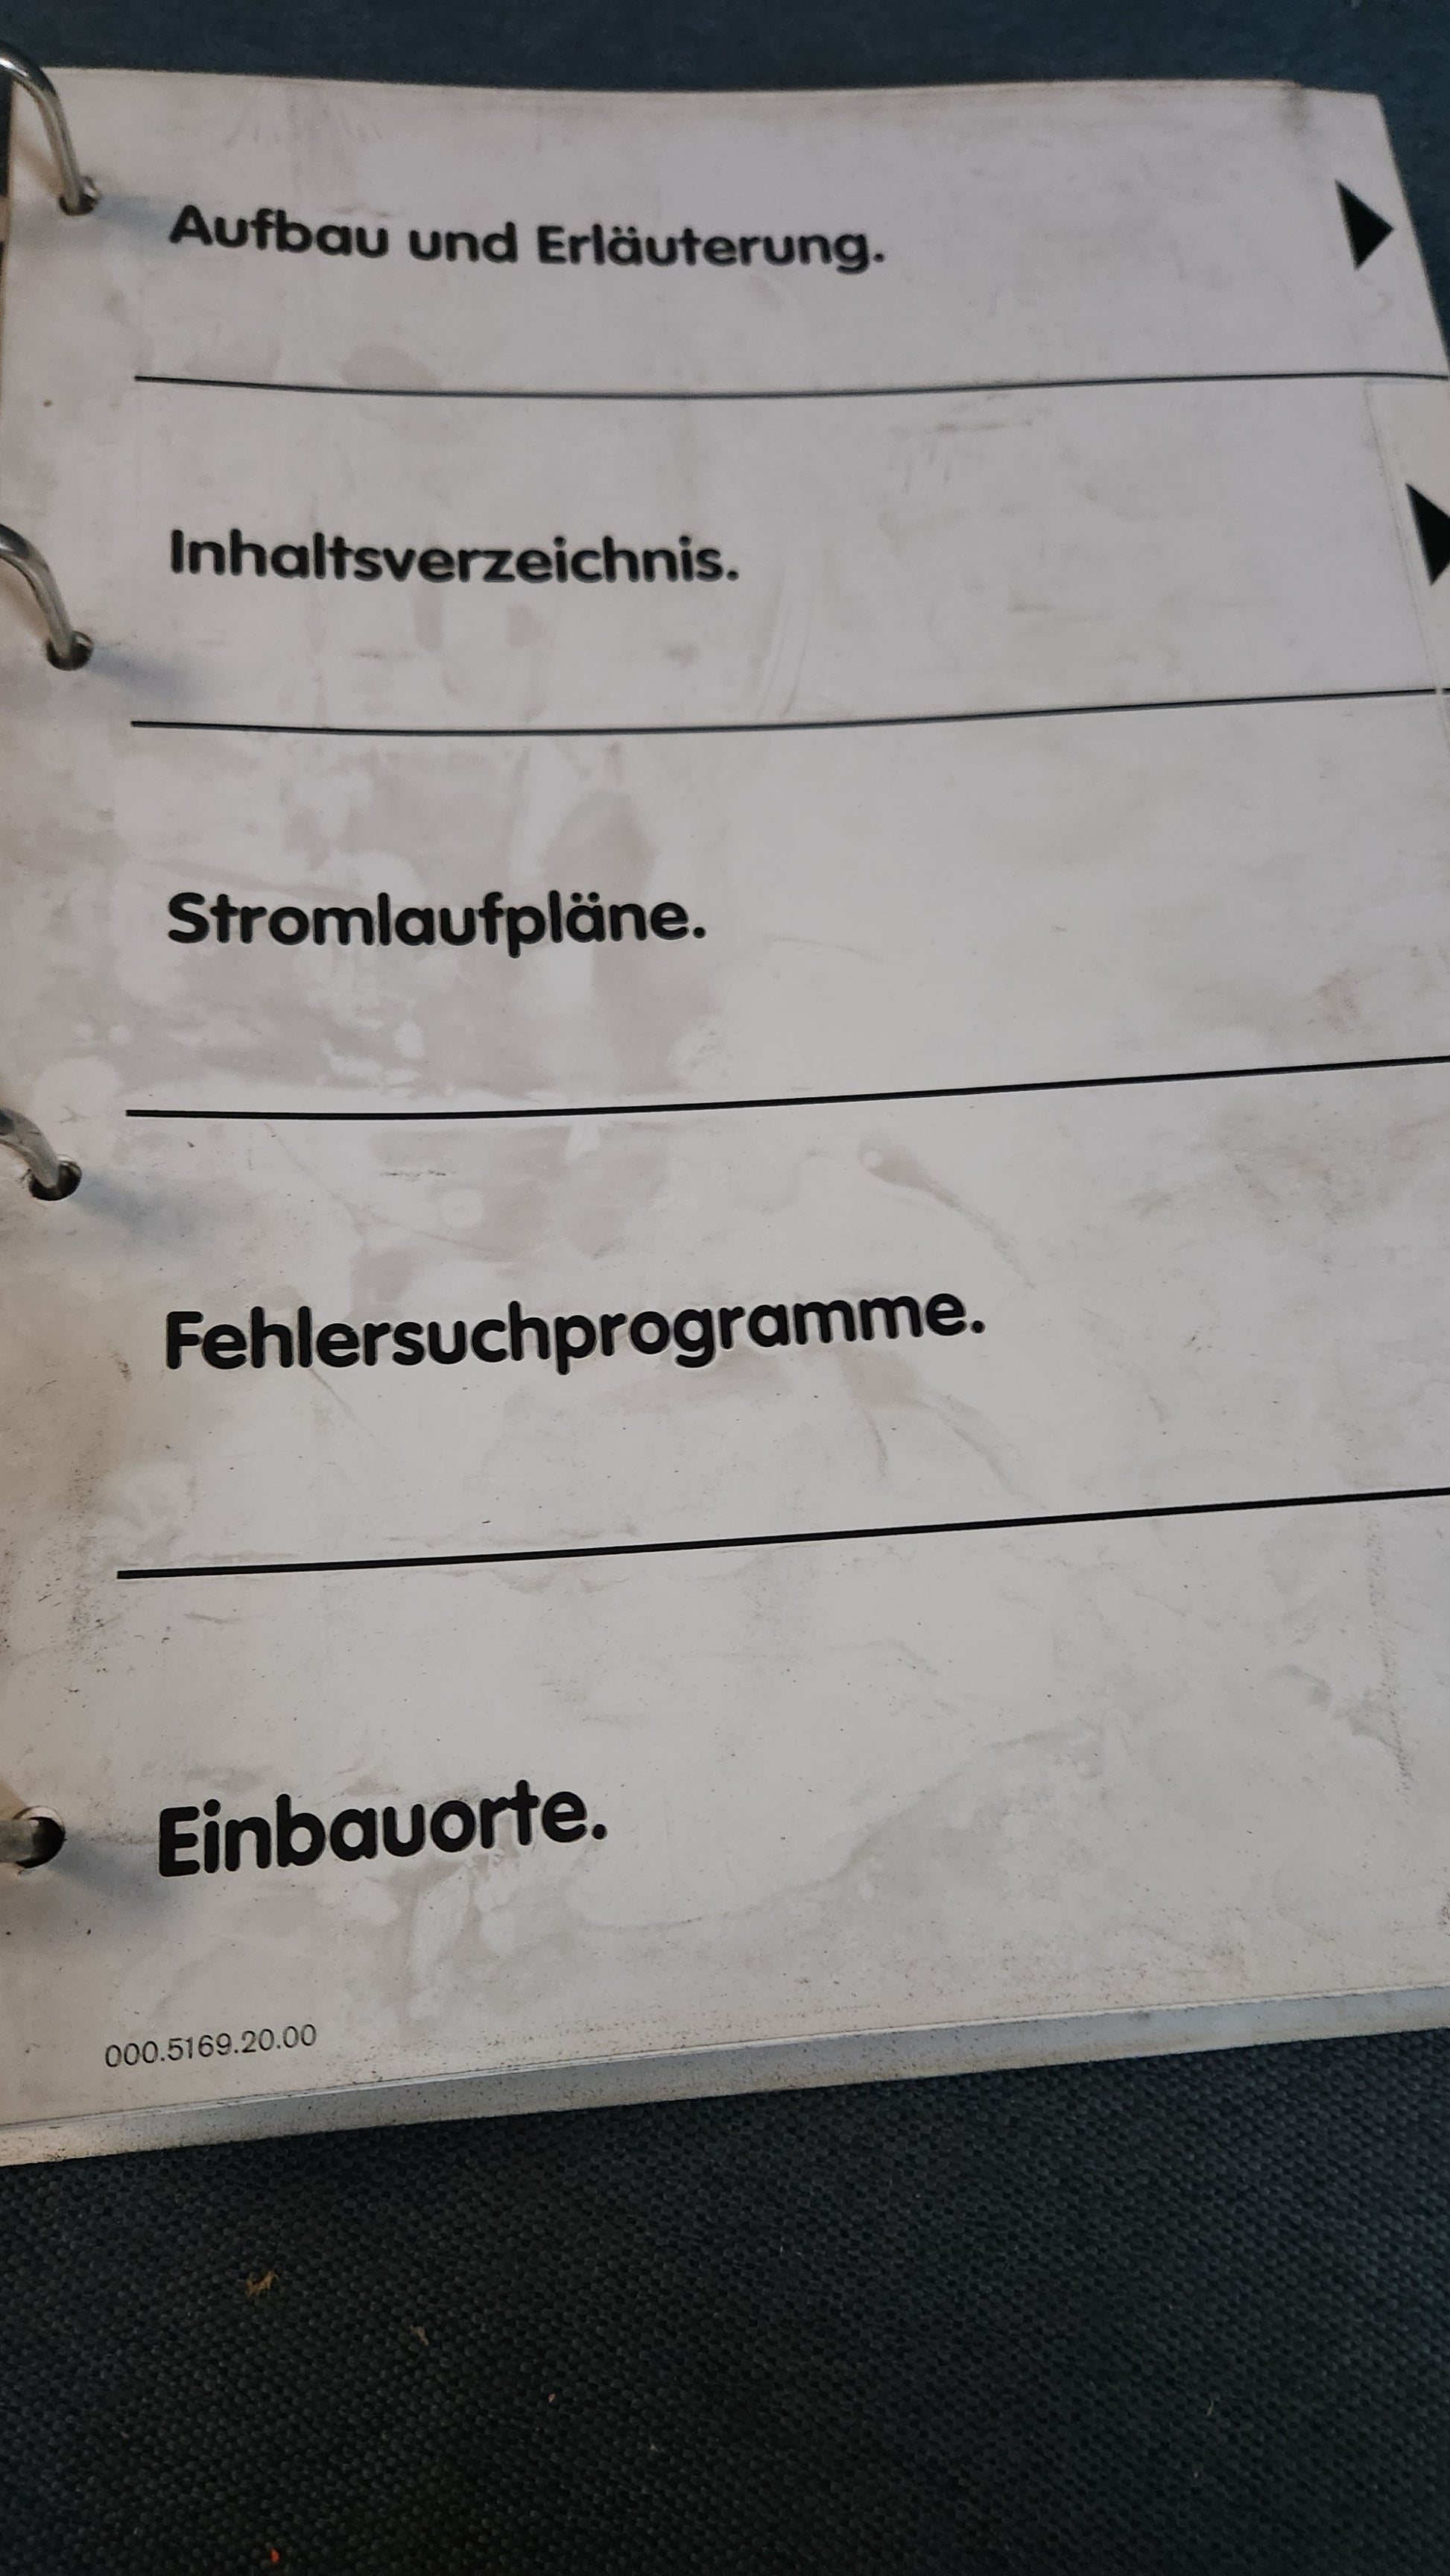 Aufbau und Erläuterung.
Inhaltsverzeichnis.
Stromlaufpläne.
Fehlersuchprogramme.
Einbauorte.
000.5169.20.00